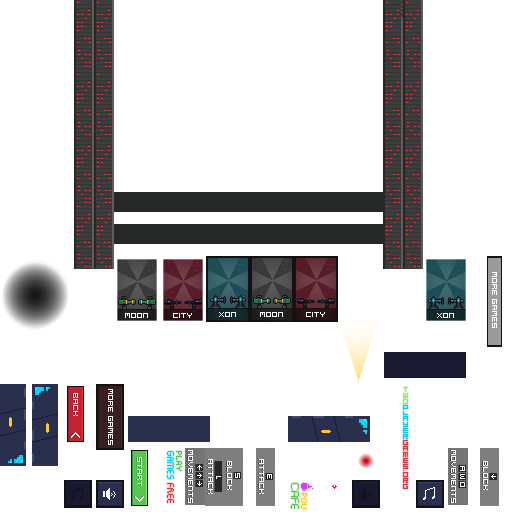 MOON
CITY
XON
MOON
CITY
XON
MORE GAMES
BACK
MORE GAMES
START
PLAY
GAMES FREE
MOVEMENTS
ATTACK
L
BLOCK
S
ATTACK
E
CAFE
MOVEMENTS
AWD
BLOCK